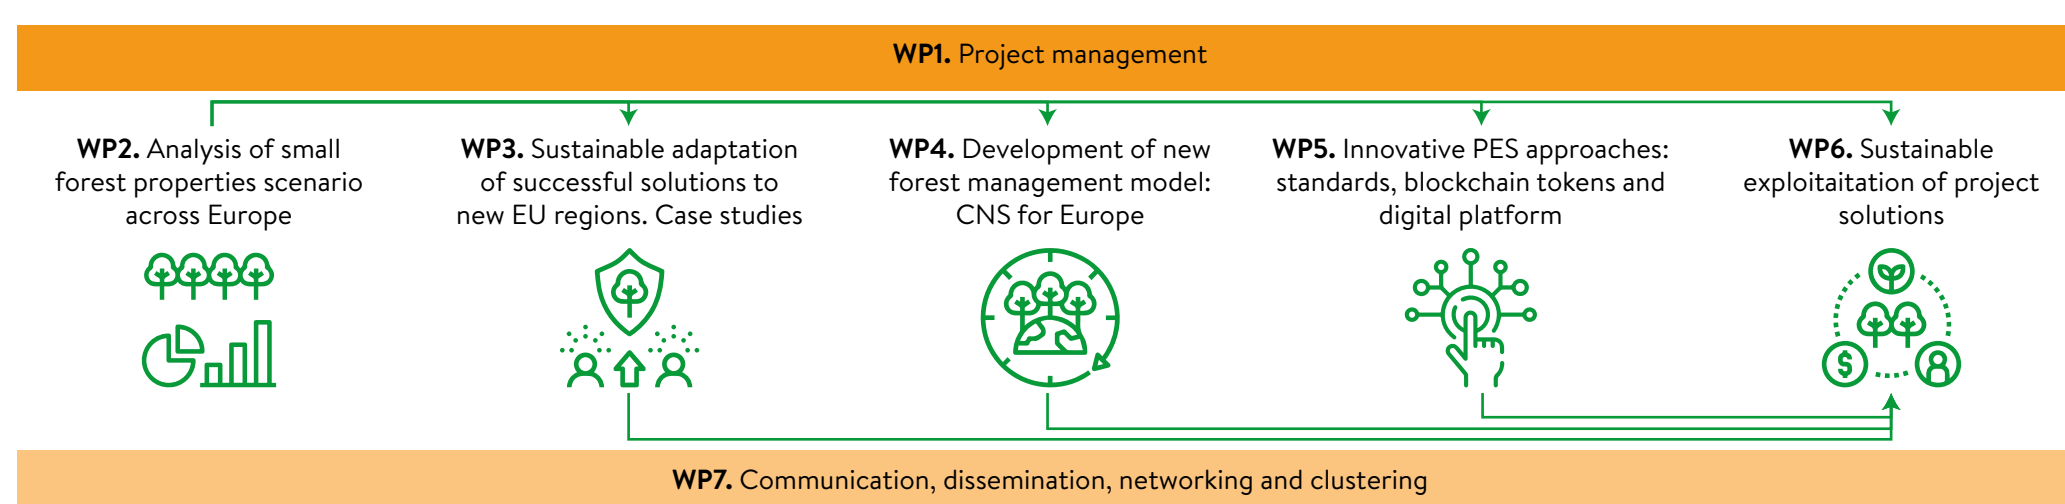 WP1. Project management
WP2. Analysis of small
forest properties scenario
across Europe
WP3. Sustainable adaptation
of successful solutions to
new EU regions. Case studies
WP4. Development of new
forest management model:
CNS for Europe
WP5. Innovative PES approaches:
standards, blockchain tokens and
digital platform
WP6. Sustainable
exploitaitation of project
solutions
$
WP7. Communication, dissemination, networking and clustering